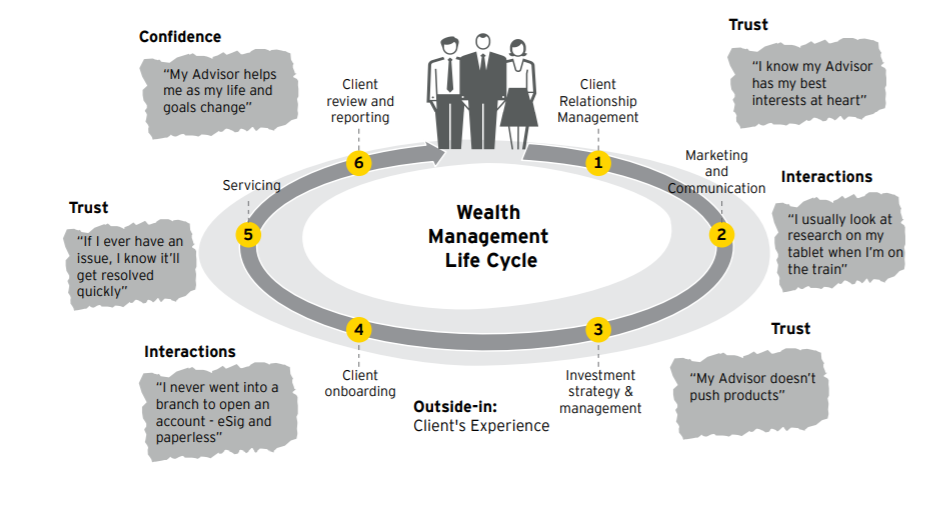 Confidence
“My Advisor helps
me as my life and
goals change”
Client
review and
reporting
6
Client
Relationship
Management
1
Trust
“I know my Advisor
has my best
interests at heart”
Marketing
and
Communication
2
Interactions
“I usually look at
research on my
tablet when I’m on
the train”
Servicing
5
Trust
“If I ever have an
issue, I know it’ll
get resolved
quickly”
Wealth
Management
Life Cycle
4
Client
onboarding
3
Investment
strategy &
management
Trust
“My Advisor doesn’t
push products”
Interactions
“I never went into a
branch to open an
account - eSig and
paperless”
Outside-in:
Client's Experience